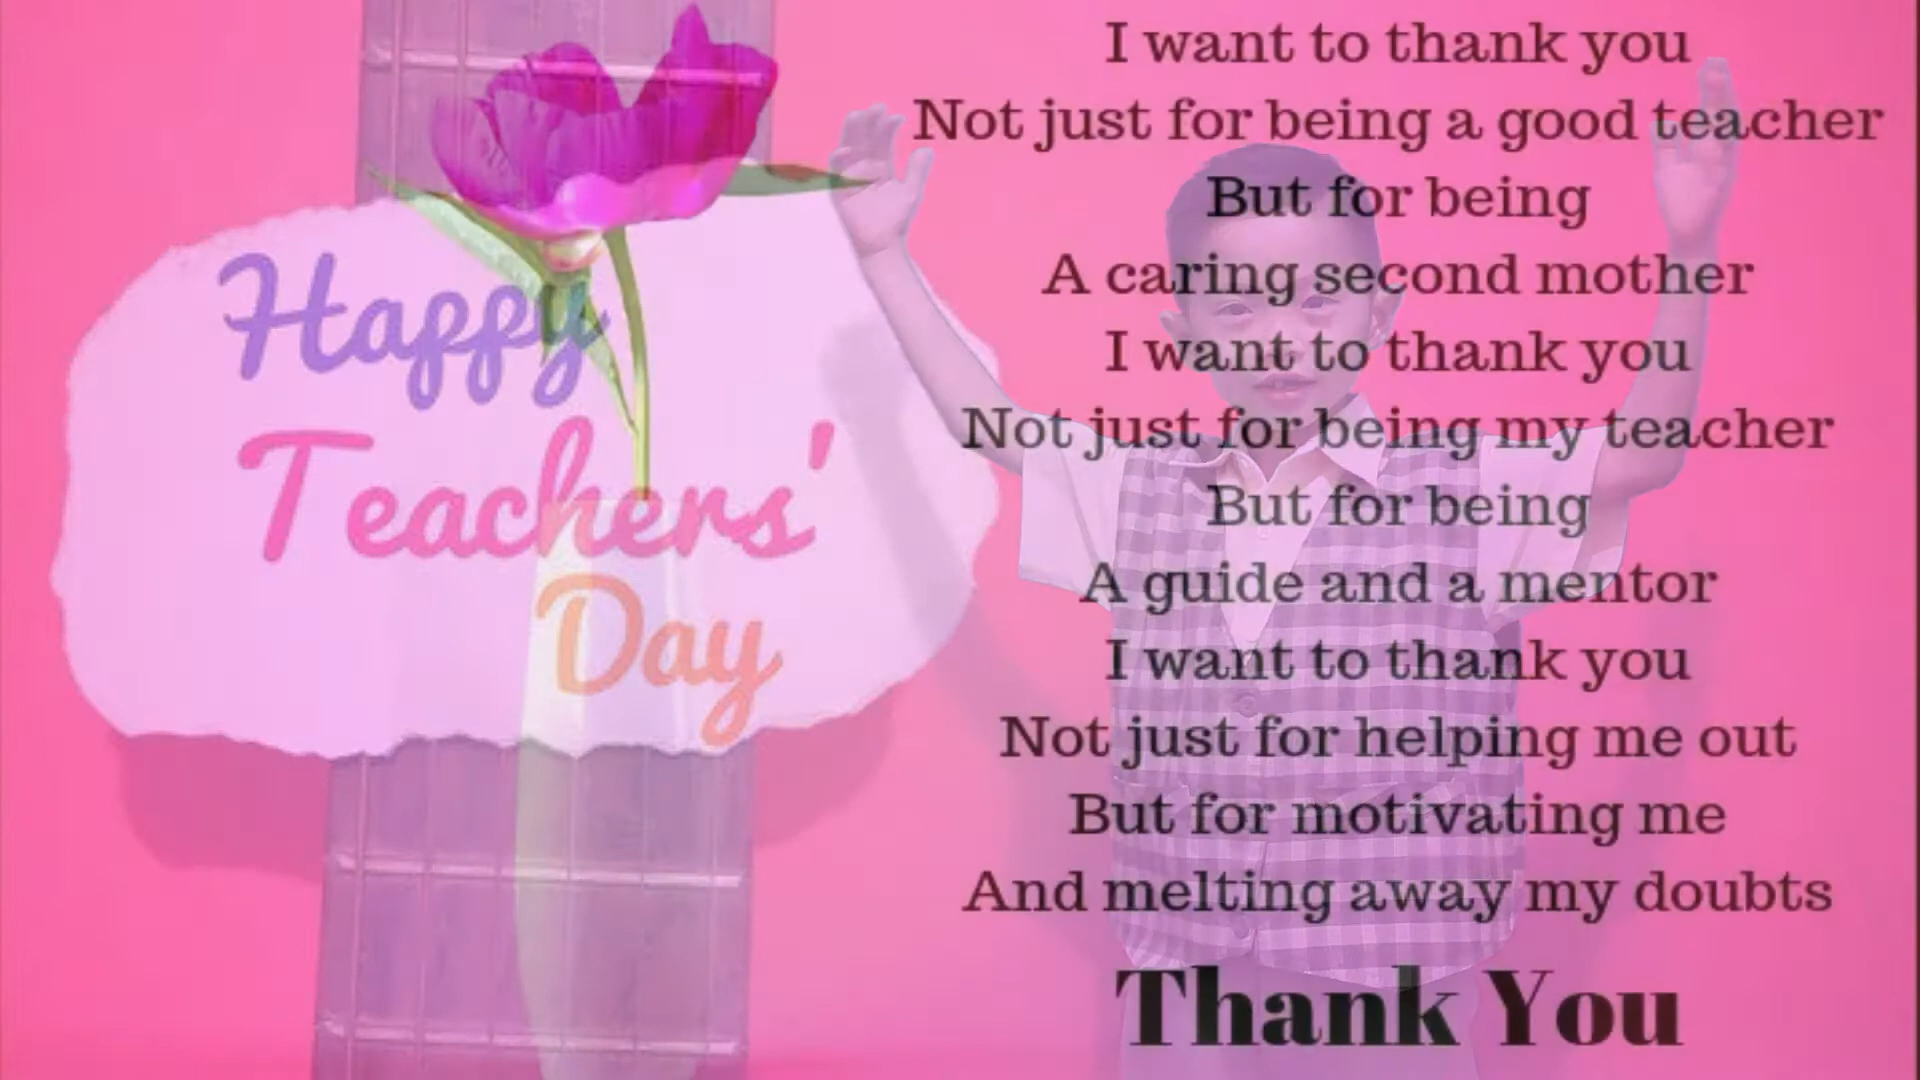 Happy
Teachers'
Day
I want to thank you
Not just for being a good teacher
But for being
A caring second mother
I want to thank you
Not just for being my teacher
But for being
A guide and a mentor
I want to thank you
Not just for helping me out
But for motivating me
And melting away my doubts
Thank You